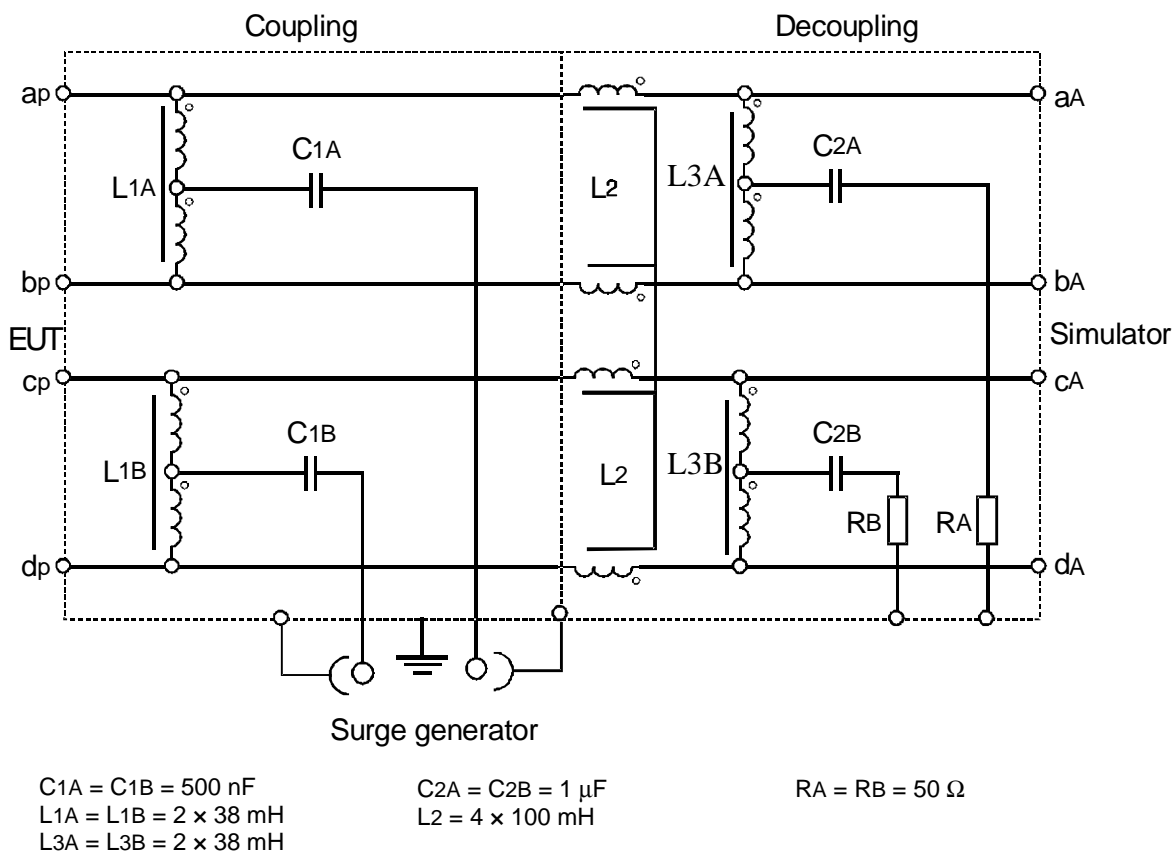 Coupling Decoupling
aP aA
C1A C2A
L1A L2 L3A
bP bA
EUT Simulator
cP cA
C1B C2B
L1B L2 L3B
RB RA
dP dA
Surge generator
C1A = C1B = 500 nF C2A = C2B = 1 μF RA = RB = 50 Ω
L1A = L1B = 2 × 38 mH L2 = 4 × 100 mH
L3A = L3B = 2 × 38 mH